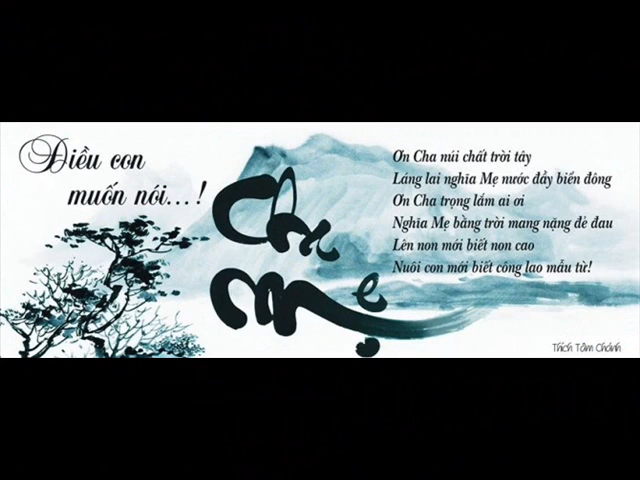 Điều con
muốn nói...!
Cha
Mẹ
Ơn Cha núi chất trời tây
Láng lai nghĩa Mẹ nước đầy biển đông
Ơn Cha trọng lắm ai ơi
Nghĩa Mẹ bằng trời mang nặng đẻ đau
Lên non mới biết non cao
Nuôi con mới biết công lao mẫu từ!
Thích Tâm Chánh